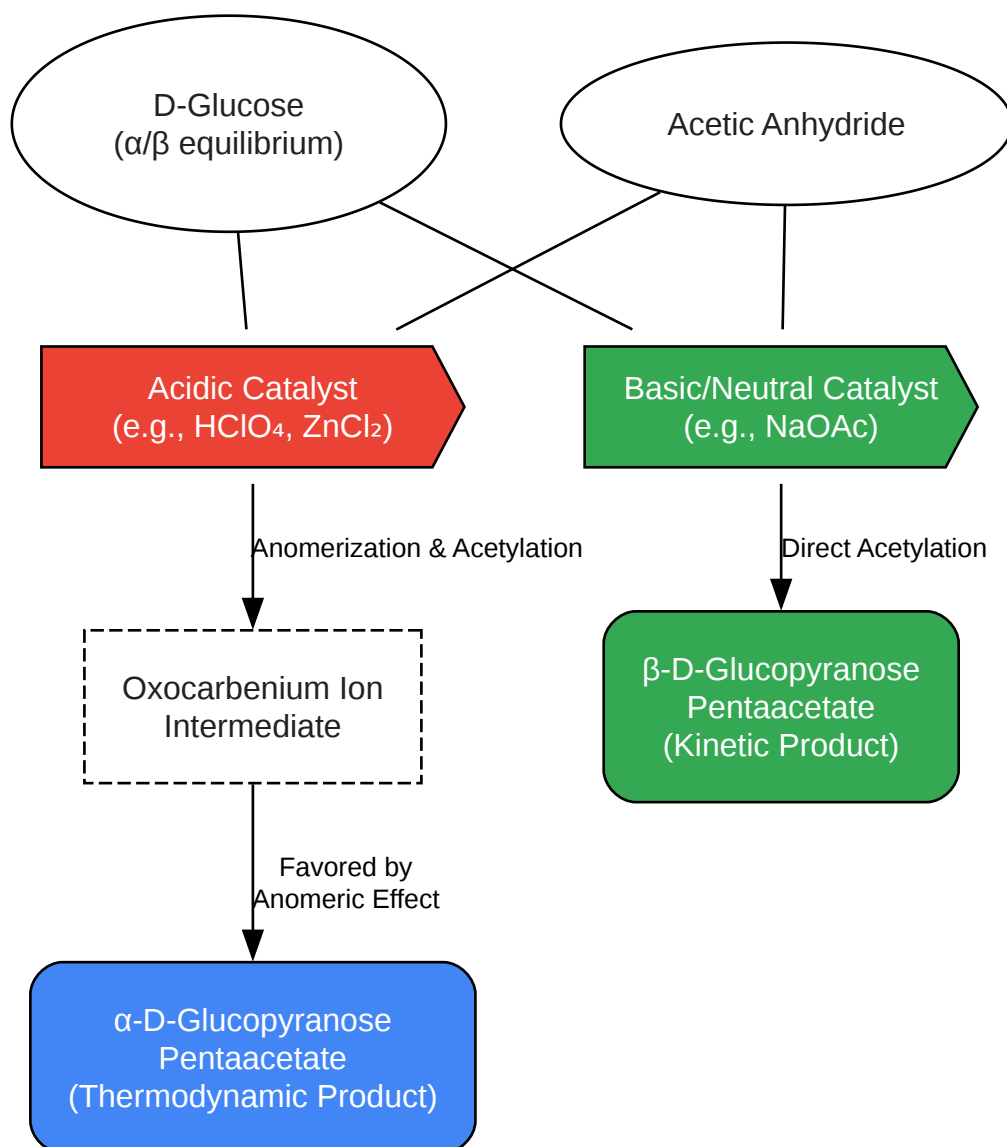 D-Glucose
(α/β equilibrium)
Acetic Anhydride
Acidic Catalyst
(e.g., HClO₄, ZnCl₂)
Basic/Neutral Catalyst
(e.g., NaOAc)
Anomerization & Acetylation
Direct Acetylation
Oxocarbenium Ion
Intermediate
β-D-Glucopyranose
Pentaacetate
(Kinetic Product)
Favored by
Anomeric Effect
α-D-Glucopyranose
Pentaacetate
(Thermodynamic Product)